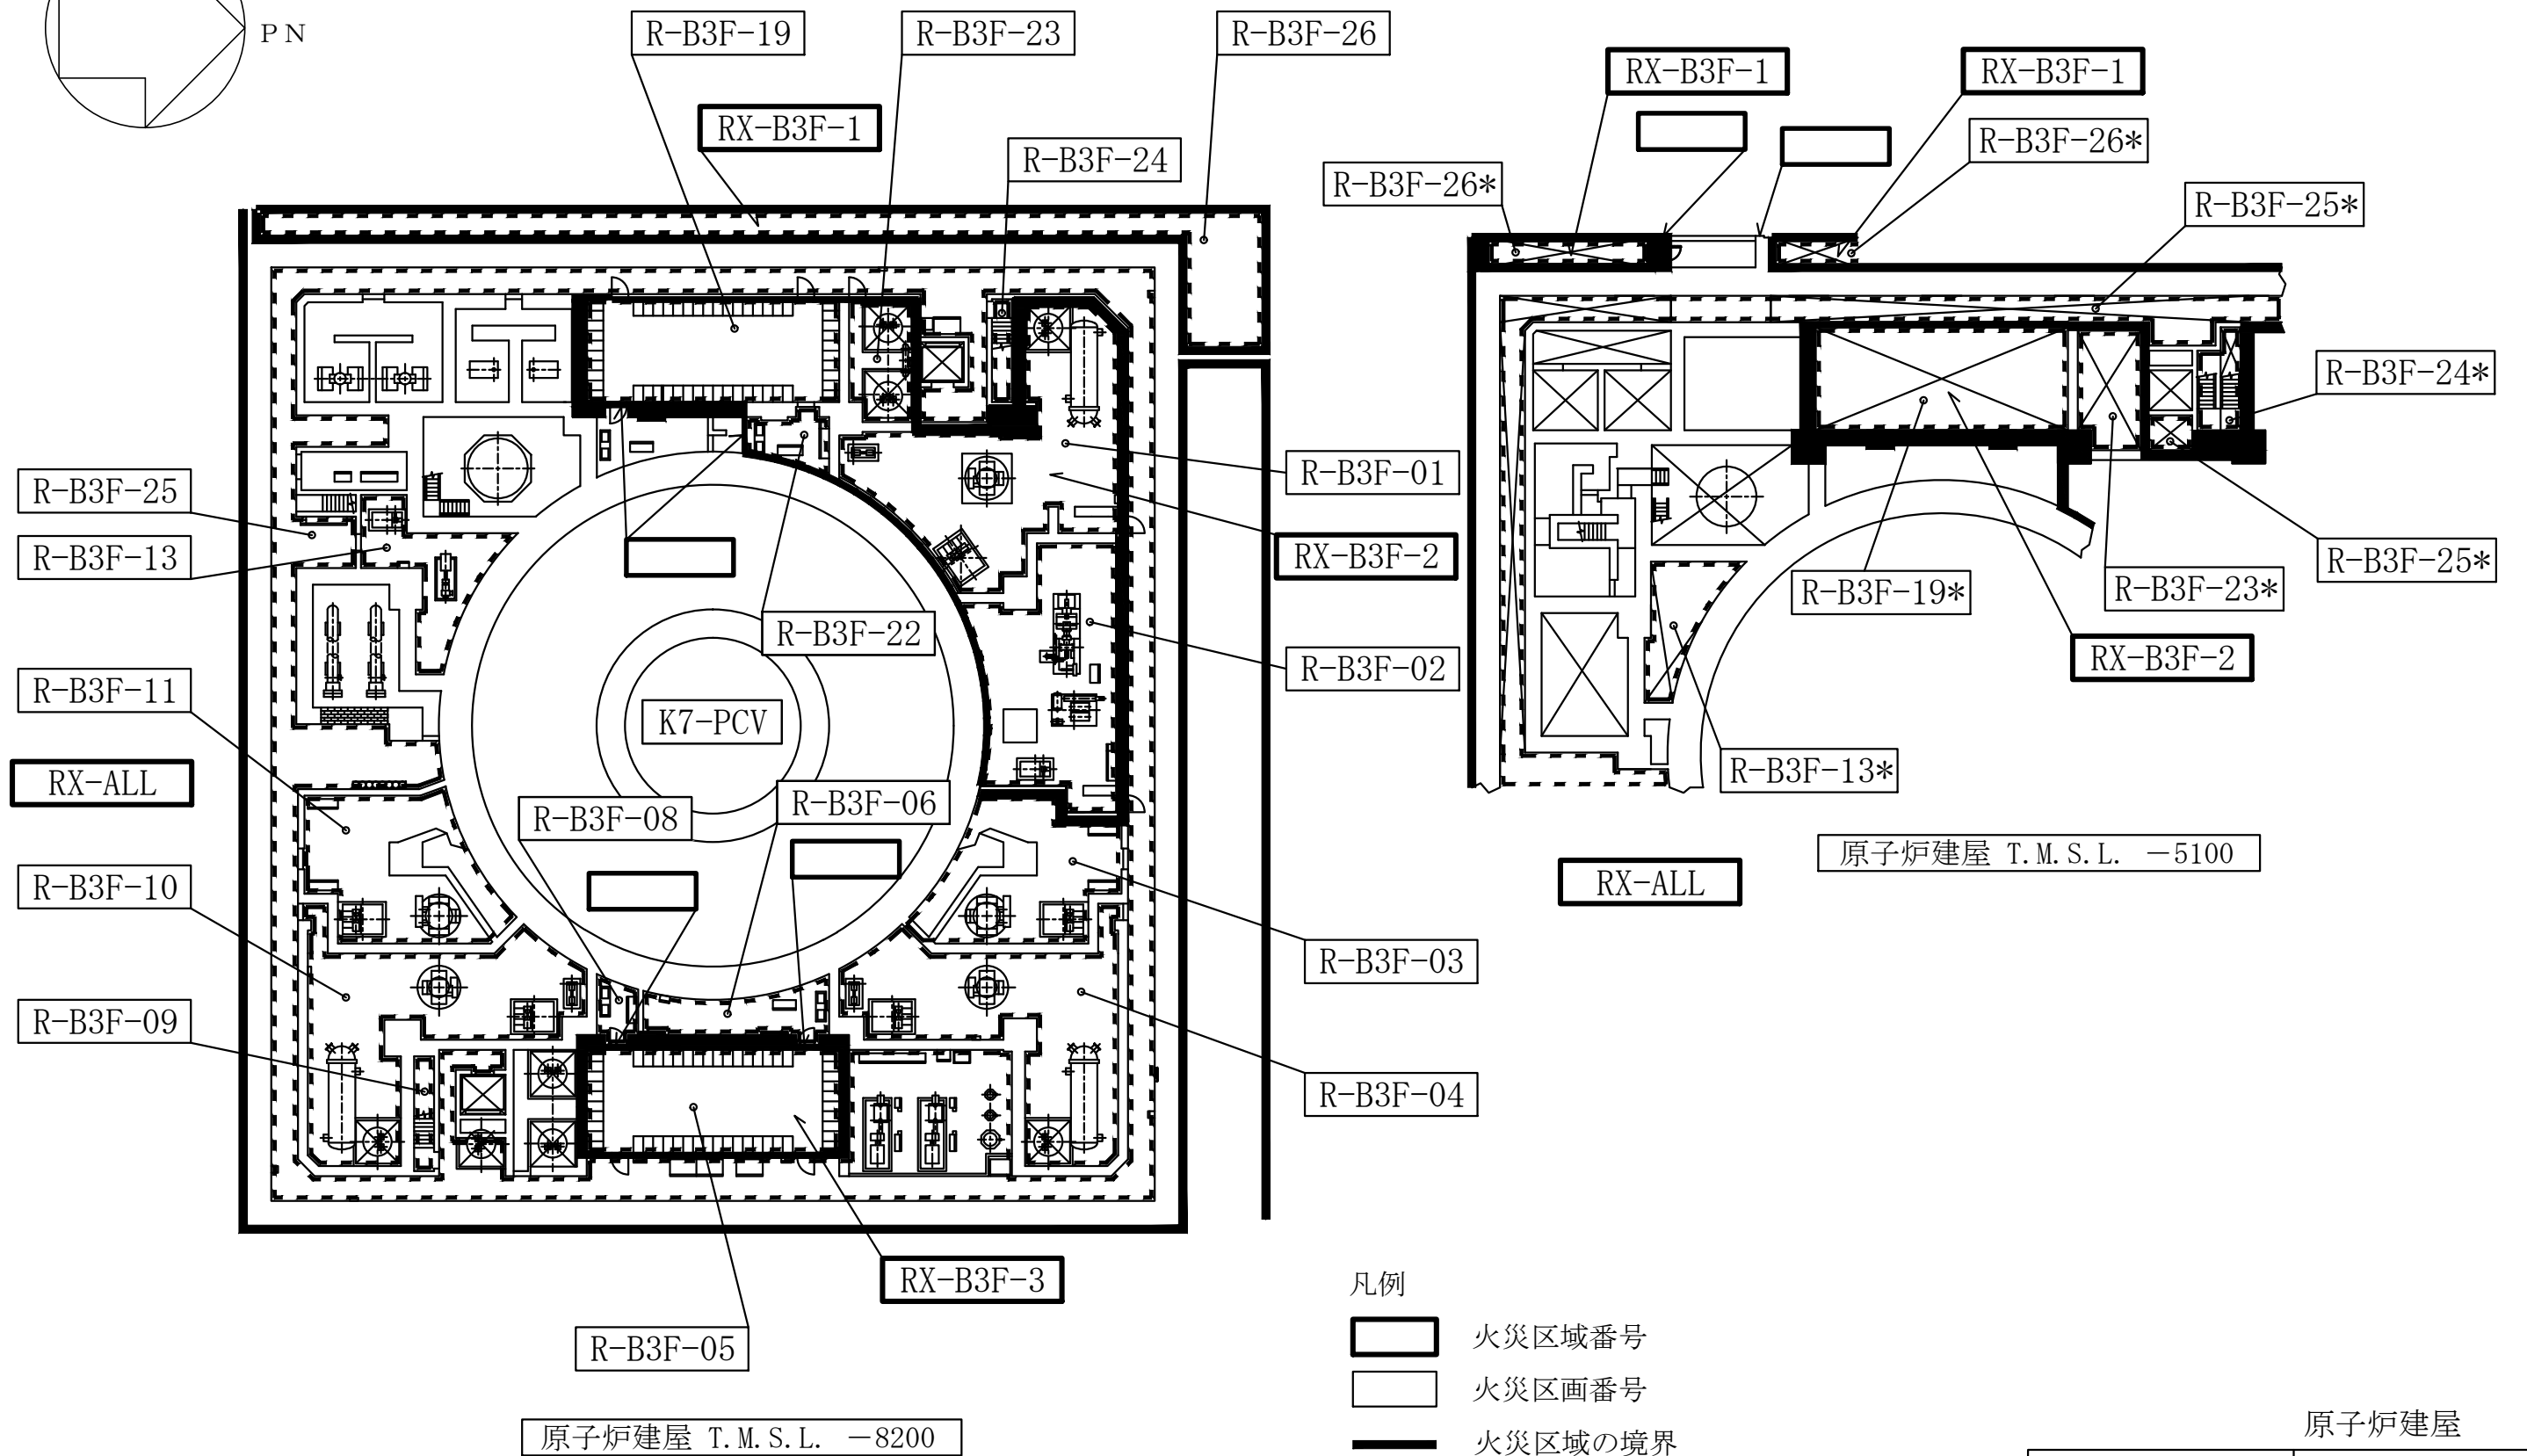 PN
R-B3F-19
R-B3F-23
R-B3F-26
RX-B3F-1
R-B3F-24
RX-B3F-1
RX-B3F-1
R-B3F-26*
R-B3F-26*
R-B3F-25*
R-B3F-24*
R-B3F-25
R-B3F-13
R-B3F-01
RX-B3F-2
R-B3F-25*
R-B3F-19*
R-B3F-23*
R-B3F-22
RX-B3F-2
R-B3F-11
K7-PCV
R-B3F-02
RX-ALL
R-B3F-13*
R-B3F-08
R-B3F-06
原子炉建屋 T.M.S.L. －5100
RX-ALL
R-B3F-10
R-B3F-03
R-B3F-09
R-B3F-04
RX-B3F-3
R-B3F-05
原子炉建屋 T.M.S.L. －8200
凡例
火災区域番号
火災区画番号
火災区域の境界
原子炉建屋